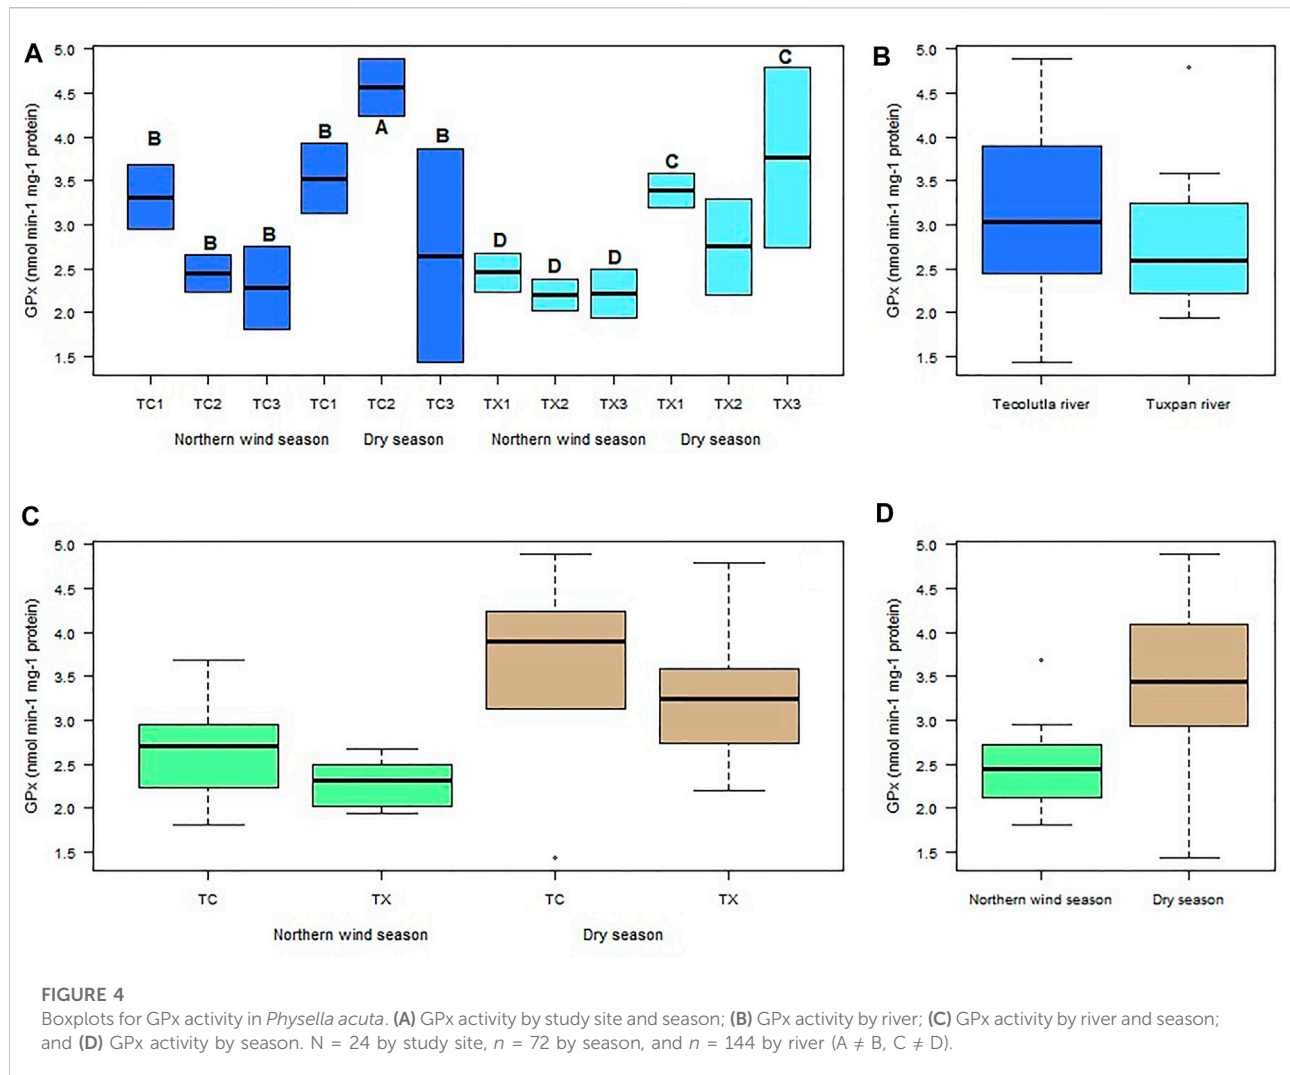 A
GPx (nmol min-1 mg-1 protein)
5.0
4.5
4.0
3.5
3.0
2.5
2.0
1.5
B
B
B
B
A
B
D
D
D
C
C
TC1 TC2 TC3 TC1 TC2 TC3 TX1 TX2 TX3 TX1 TX2 TX3
Northern wind season Dry season Northern wind season Dry season
B
GPx (nmol min-1 mg-1 protein)
5.0
4.5
4.0
3.5
3.0
2.5
2.0
1.5
Tecolutla river Tuxpan river
C
GPx (nmol min-1 mg-1 protein)
5.0
4.5
4.0
3.5
3.0
2.5
2.0
1.5
TC TX TC TX
Northern wind season Dry season
D
GPx (nmol min-1 mg-1 protein)
5.0
4.5
4.0
3.5
3.0
2.5
2.0
1.5
Northern wind season Dry season
FIGURE 4
Boxplots for GPx activity in Physella acuta. (A) GPx activity by study site and season; (B) GPx activity by river; (C) GPx activity by river and season;
and (D) GPx activity by season. N = 24 by study site, n = 72 by season, and n = 144 by river (A ≠ B, C ≠ D).